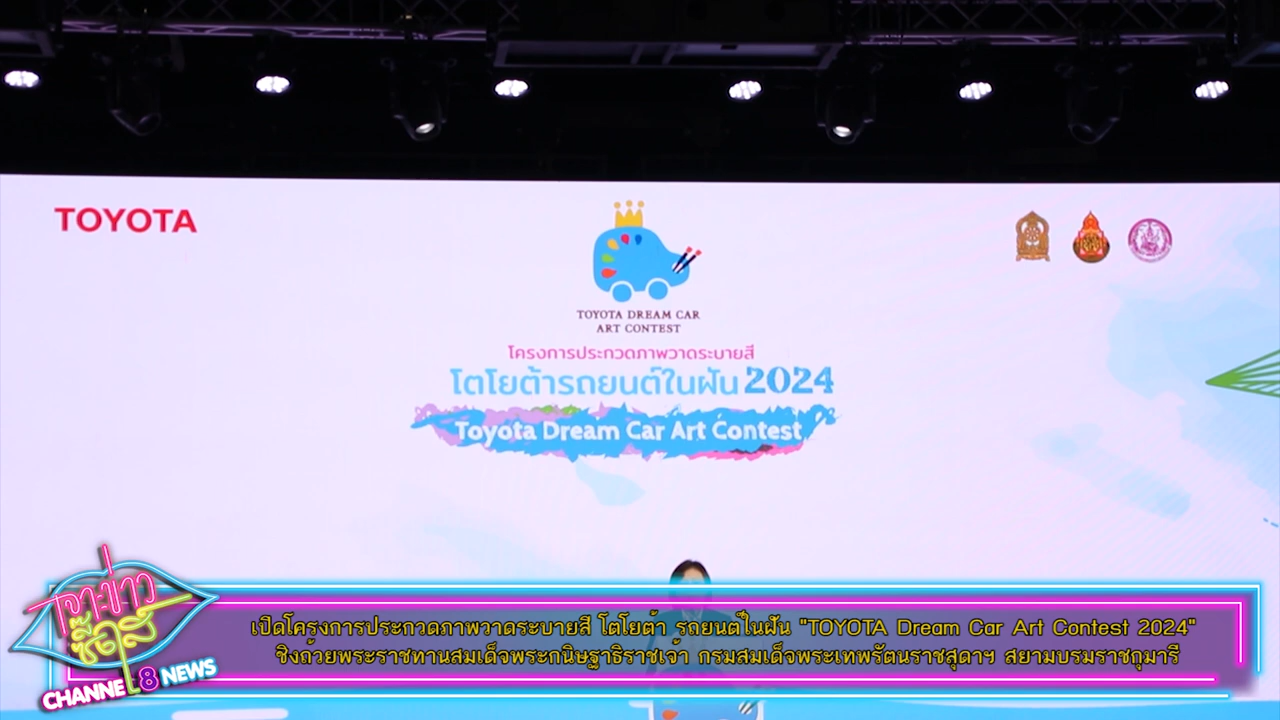 TOYOTA
TOYOTA DREAM CAR
ART CONTEST
โครงการประกวดภาพวาดระบายสี
โตโยต้ารถยนต์ในฝัน 2024
Toyota Dream Car Art Contest
เจาะข่าว
ซื้อใส่
CHANNEL 8 NEWS
เปิดโครงการประกวดภาพวาดระบายสี โตโยต้า รถยนต์ในฝัน "TOYOTA Dream Car Art Contest 2024"
ชิงถ้วยพระราชทานสมเด็จพระกนิษฐาธิราชเจ้า กรมสมเด็จพระเทพรัตนราชสุดาฯ สยามบรมราชกุมารี